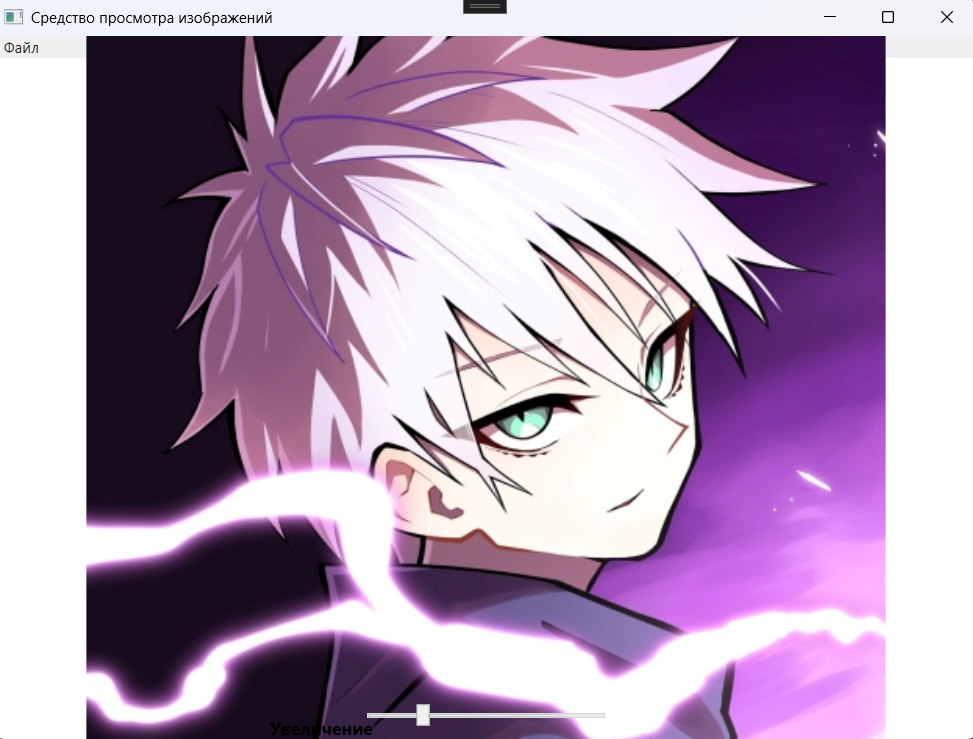 Средство просмотра изображений
Файл
Увеличение